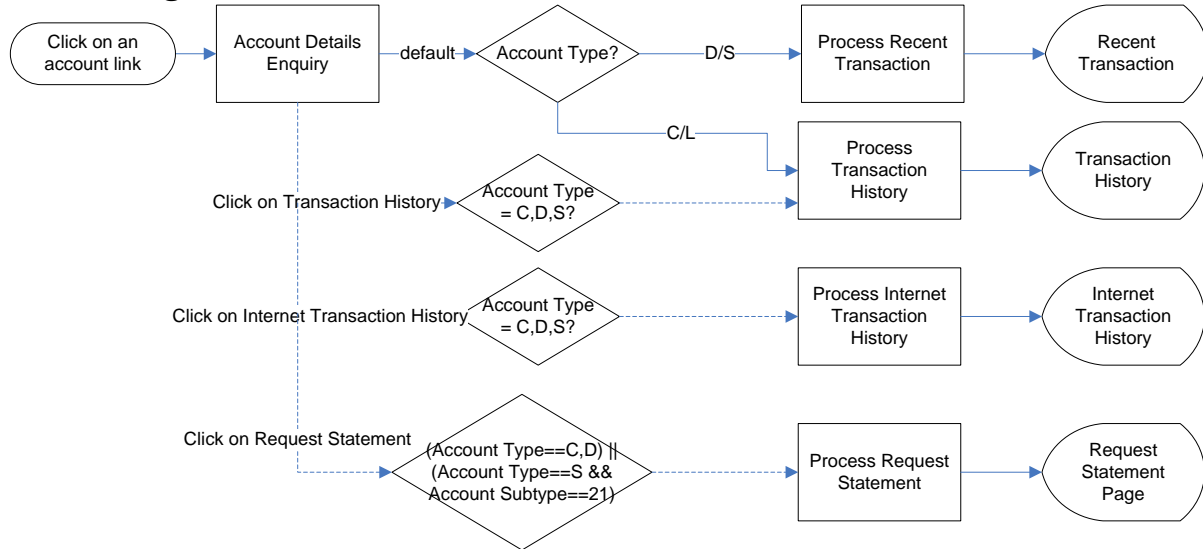 Click on an
account link
Account Details
Enquiry
default
Account Type?
D/S
Process Recent
Transaction
Recent
Transaction
C/L
Process
Transaction
History
Transaction
History
Click on Transaction History
Account Type
= C,D,S?
Click on Internet Transaction History
Account Type
= C,D,S?
Process Internet
Transaction
History
Internet
Transaction
History
Click on Request Statement
(Account Type==C,D) ||
(Account Type==S &&
Account Subtype==21)
Process Request
Statement
Request
Statement
Page